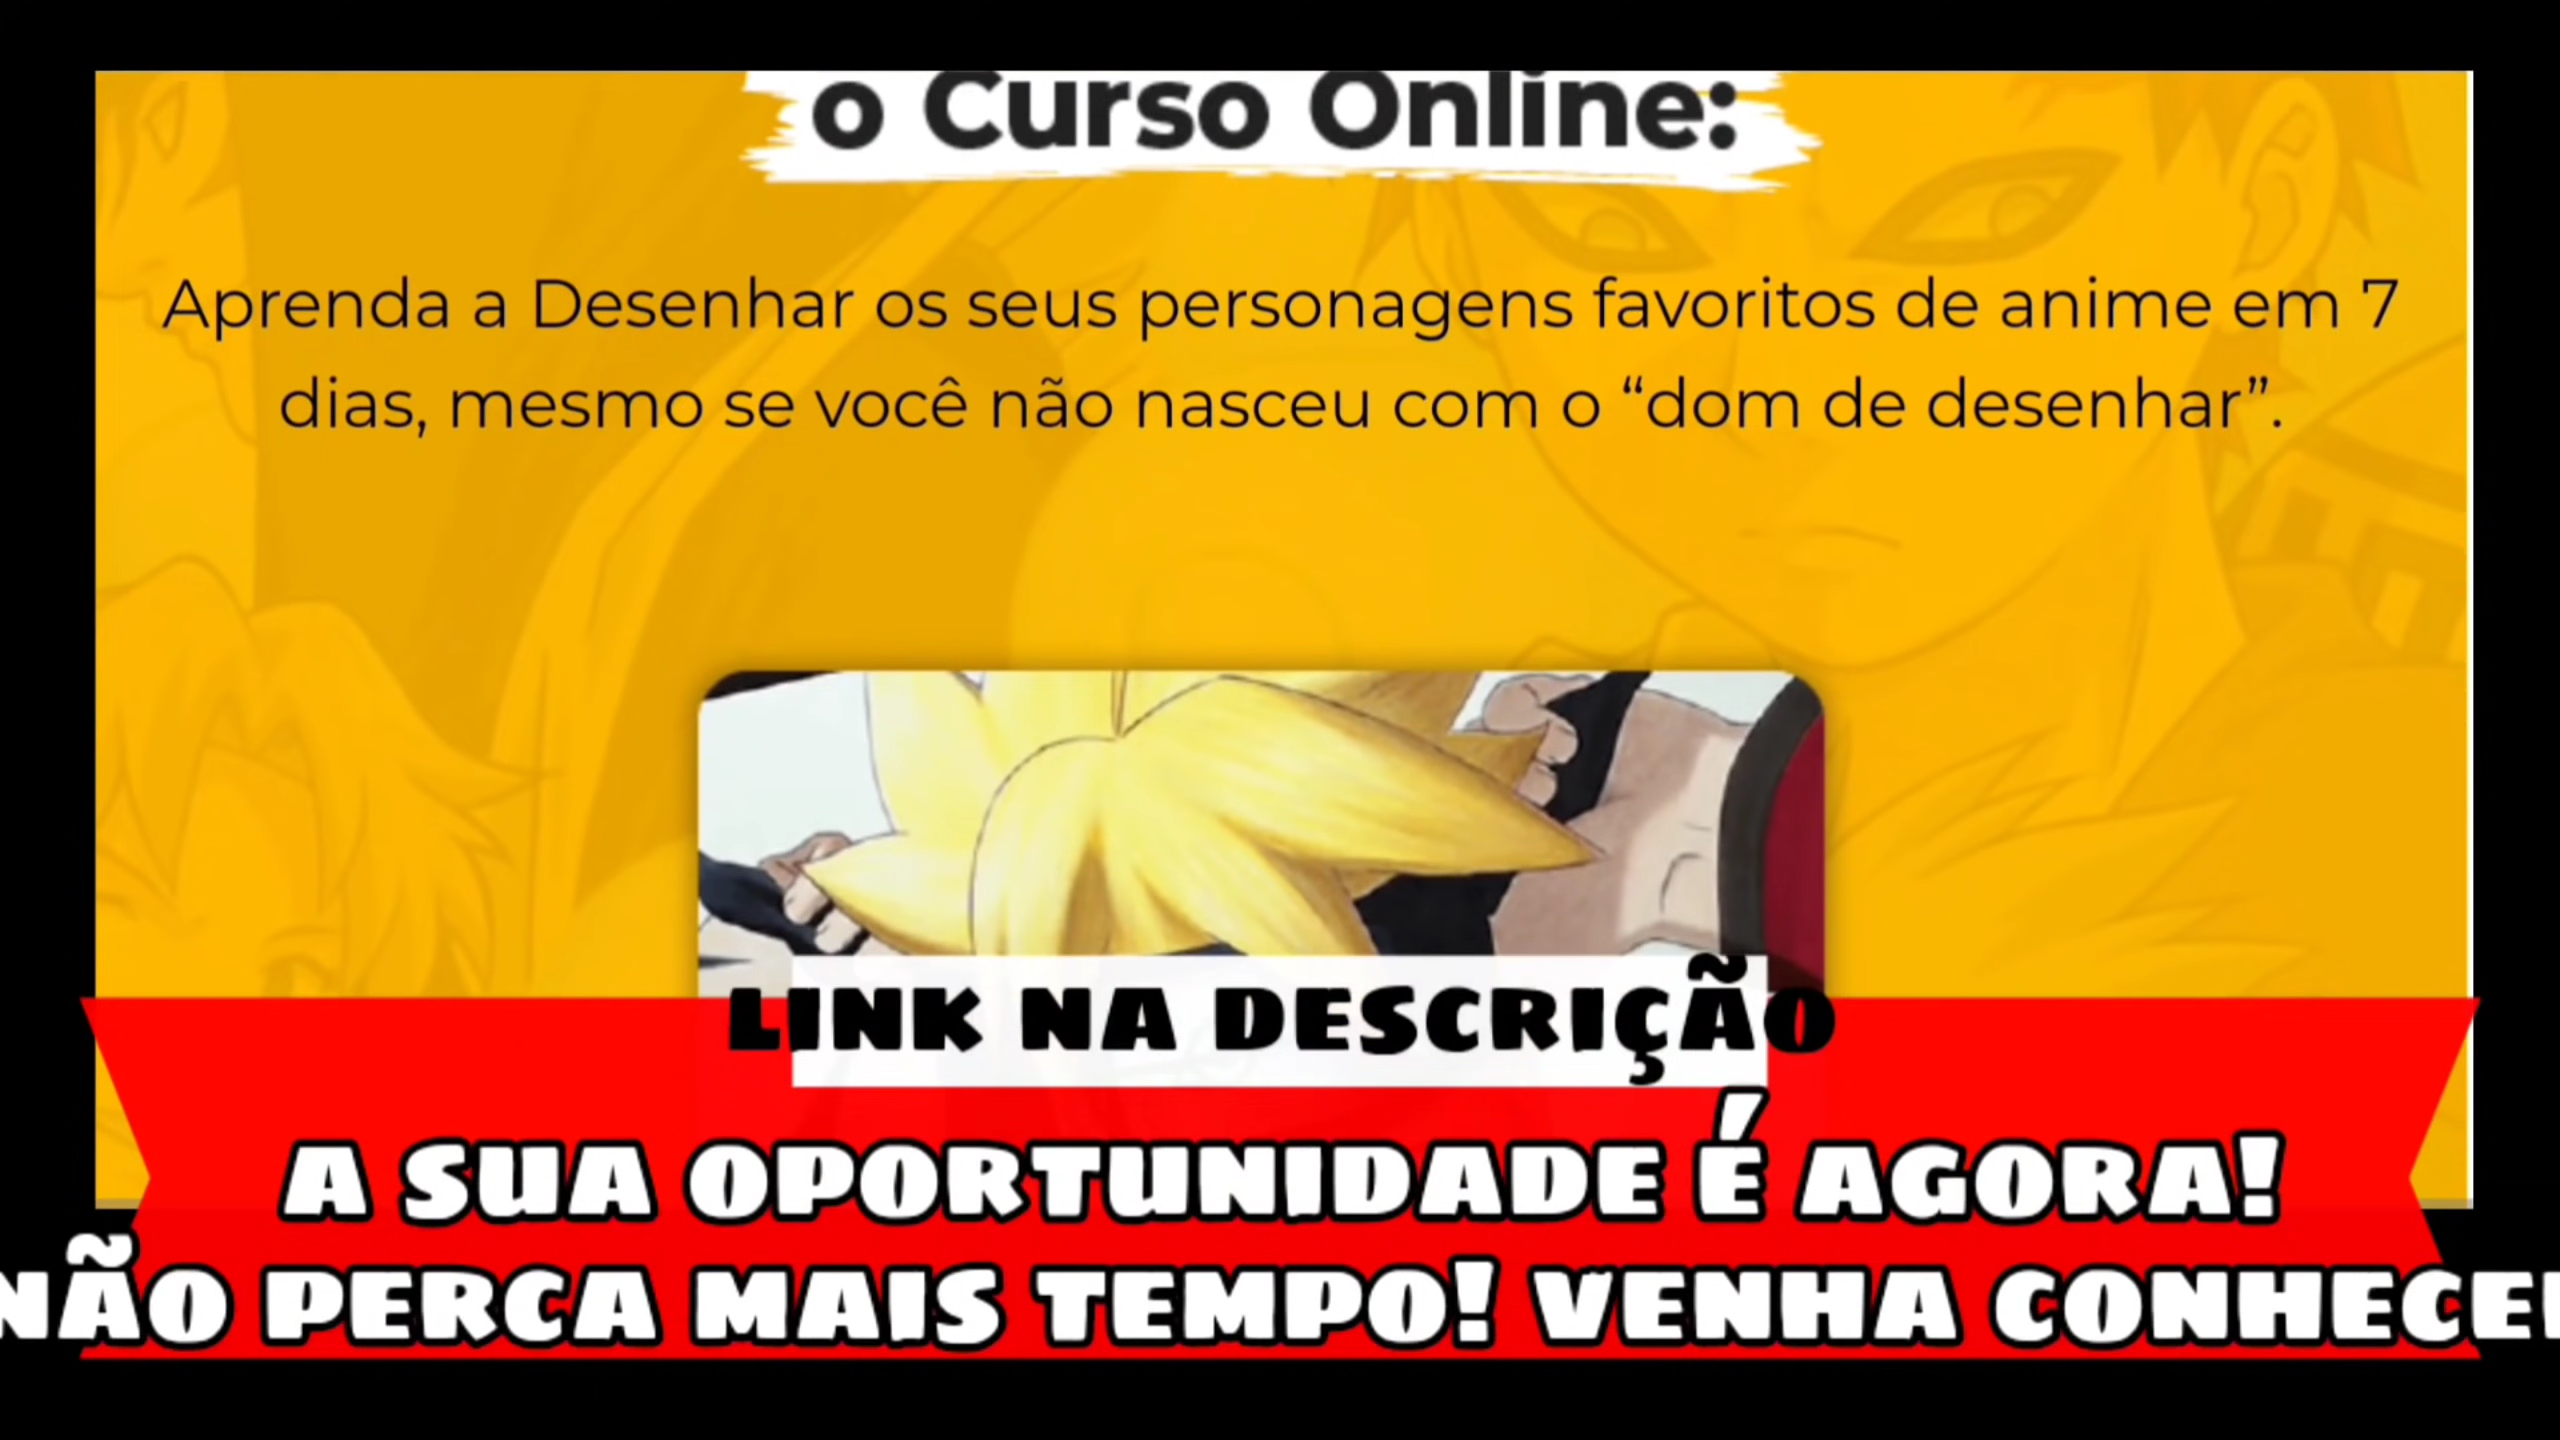 o Curso Online:
Aprenda a Desenhar os seus personagens favoritos de anime em 7
dias, mesmo se você não nasceu com o “dom de desenhar”.
LINK NA DESCRIÇÃO
A SUA OPORTUNIDADE É AGORA!
NÃO PERCA MAIS TEMPO! VENHA CONHECER